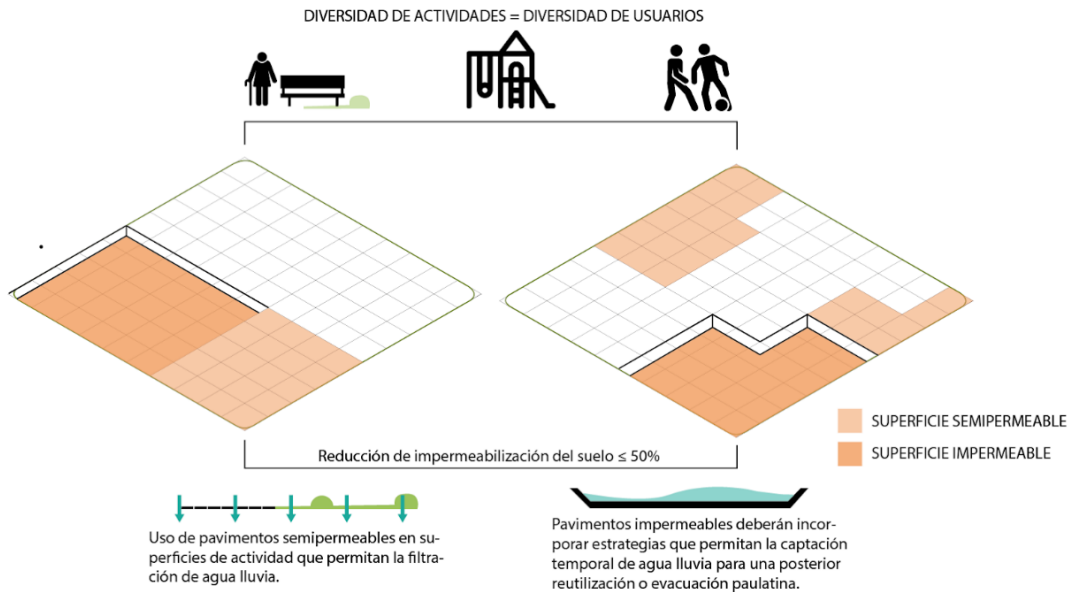 DIVERSIDAD DE ACTIVIDADES = DIVERSIDAD DE USUARIOS
SUPERFICIE SEMIPERMEABLE
SUPERFICIE IMPERMEABLE
Reducción de impermeabilización del suelo ≤ 50%
Uso de pavimentos semipermeables en su-
perficies de actividad que permitan la filtra-
ción de agua lluvia.
Pavimentos impermeables deberán incor-
porar estrategias que permitan la captación
temporal de agua lluvia para una posterior
reutilización o evacuación paulatina.